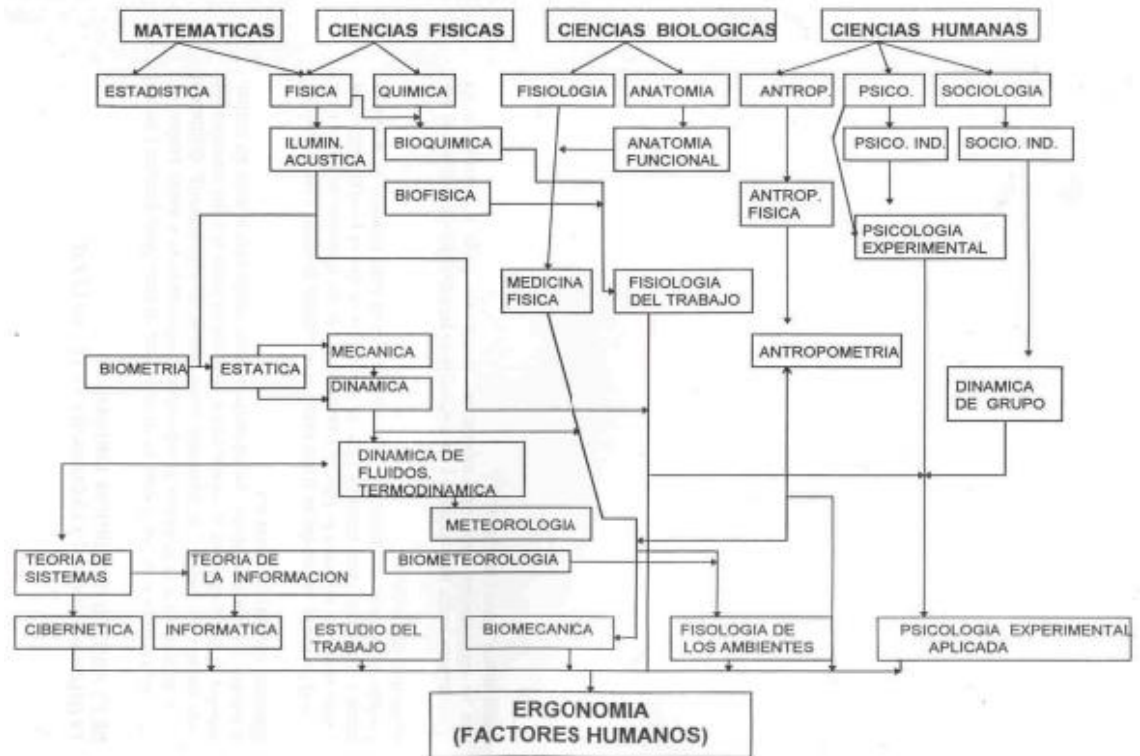 MATEMATICAS
CIENCIAS FISICAS
CIENCIAS BIOLOGICAS
CIENCIAS HUMANAS
ESTADISTICA
FISICA
QUIMICA
FISIOLOGIA
ANATOMIA
ANTROP.
PSICO.
SOCIOLOGIA
ILUMIN.
ACUSTICA
BIOQUIMICA
ANATOMIA
FUNCIONAL
PSICO. IND.
SOCIO. IND.
BIOFISICA
ANTROP.
FISICA
PSICOLOGIA
EXPERIMENTAL
MEDICINA
FISICA
FISIOLOGIA
DEL TRABAJO
MECANICA
ANTROPOMETRIA
BIOMETRIA
ESTATICA
DINAMICA
DINAMICA
DE GRUPO
DINAMICA DE
FLUIDOS.
TERMODINAMICA
METEOROLOGIA
TEORIA DE
SISTEMAS
TEORIA DE
LA INFORMACION
BIOMETEOROLOGIA
CIBERNETICA
INFORMATICA
ESTUDIO DEL
TRABAJO
BIOMECANICA
FISOLOGIA DE
LOS AMBIENTES
PSICOLOGIA EXPERIMENTAL
APLICADA
ERGONOMIA
(FACTORES HUMANOS)